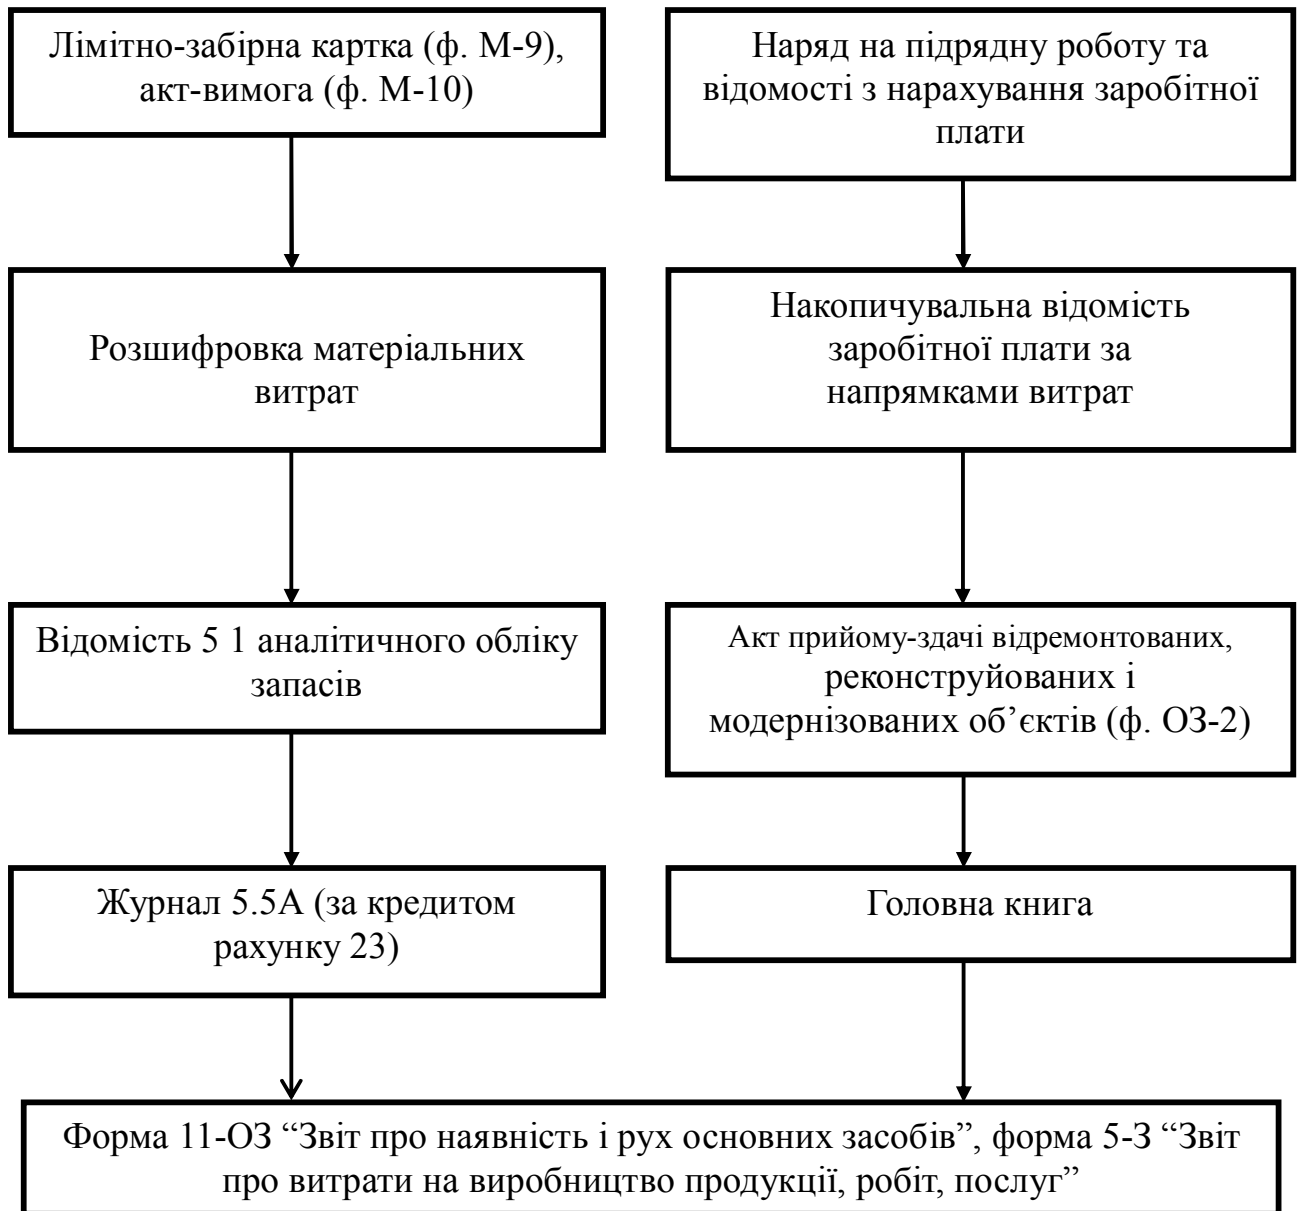 Лімітно-забірна картка (ф. М-9),
акт-вимога (ф. М-10)
Наряд на підрядну роботу та
відомості з нарахування заробітної
плати
Розшифровка матеріальних
витрат
Накопичувальна відомість
заробітної плати за
напрямками витрат
Відомість 5 1 аналітичного обліку
запасів
Акт прийому-здачі відремонтованих,
реконструйованих і
модернізованих об’єктів (ф. ОЗ-2)
Журнал 5.5А (за кредитом
рахунку 23)
Головна книга
Форма 11-ОЗ “Звіт про наявність і рух основних засобів”, форма 5-З “Звіт
про витрати на виробництво продукції, робіт, послуг”